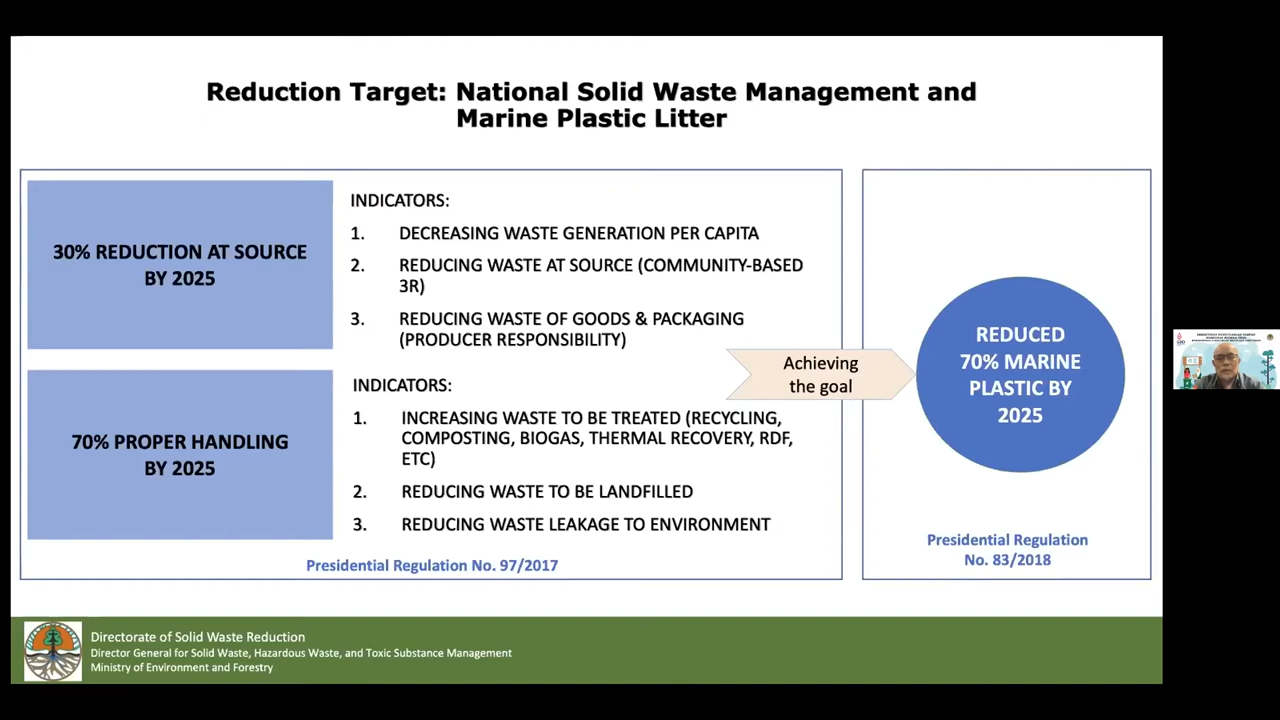 Reduction Target: National Solid Waste Management and
Marine Plastic Litter
30% REDUCTION AT SOURCE
BY 2025
INDICATORS:
1. DECREASING WASTE GENERATION PER CAPITA
2. REDUCING WASTE AT SOURCE (COMMUNITY-BASED
3R)
3. REDUCING WASTE OF GOODS & PACKAGING
(PRODUCER RESPONSIBILITY)
70% PROPER HANDLING
BY 2025
INDICATORS:
1. INCREASING WASTE TO BE TREATED (RECYCLING,
COMPOSTING, BIOGAS, THERMAL RECOVERY, RDF,
ETC)
2. REDUCING WASTE TO BE LANDFILLED
3. REDUCING WASTE LEAKAGE TO ENVIRONMENT
Presidential Regulation No. 97/2017
Achieving
the goal
REDUCED
70% MARINE
PLASTIC BY
2025
Presidential Regulation
No. 83/2018
Directorate of Solid Waste Reduction
Director General for Solid Waste, Hazardous Waste, and Toxic Substance Management
Ministry of Environment and Forestry